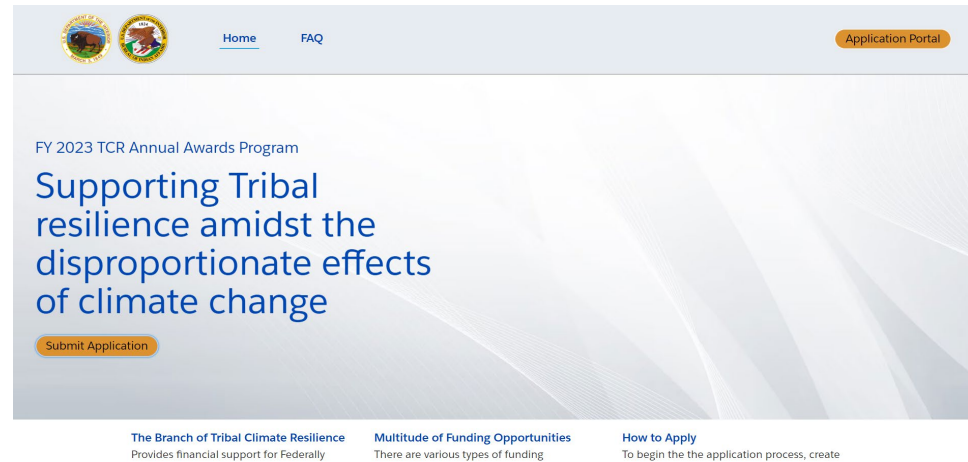 Home
FAQ
Application Portal
FY 2023 TCR Annual Awards Program
Supporting Tribal
resilience amidst the
disproportionate effects
of climate change
Submit Application
The Branch of Tribal Climate Resilience
Provides financial support for Federally
Multitude of Funding Opportunities
There are various types of funding
How to Apply
To begin the the application process, create